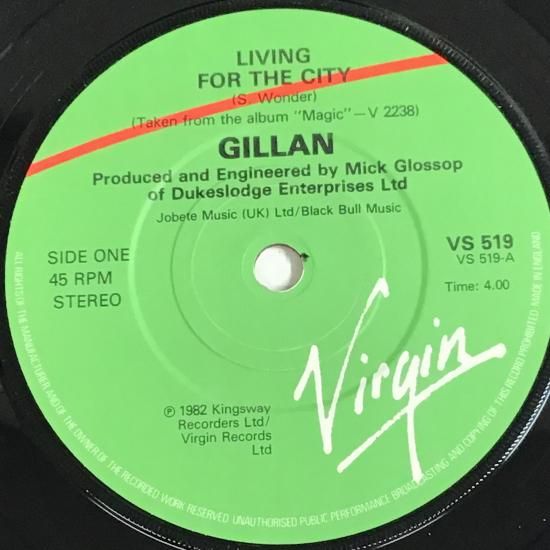 LIVING
FOR THE CITY
(S. Wonder)
(Taken from the album "Magic"—V 2238)
GILLAN
Produced and Engineered by Mick Glossop
of Dukeslodge Enterprises Ltd
Jobete Music (UK) Ltd/Black Bull Music
SIDE ONE
45 RPM
STEREO
VS 519
VS 519-A
Time: 4.00
Virgin
℗ 1982 Kingsway
Recorders Ltd/
Virgin Records
Ltd
ALL RIGHTS OF THE MANUFACTURER AND OF THE OWNER OF THE RECORDED WORK RESERVED. UNAUTHORISED PUBLIC PERFORMANCE BROADCASTING AND COPYING OF THIS RECORD PROHIBITED. MADE IN ENGLAND